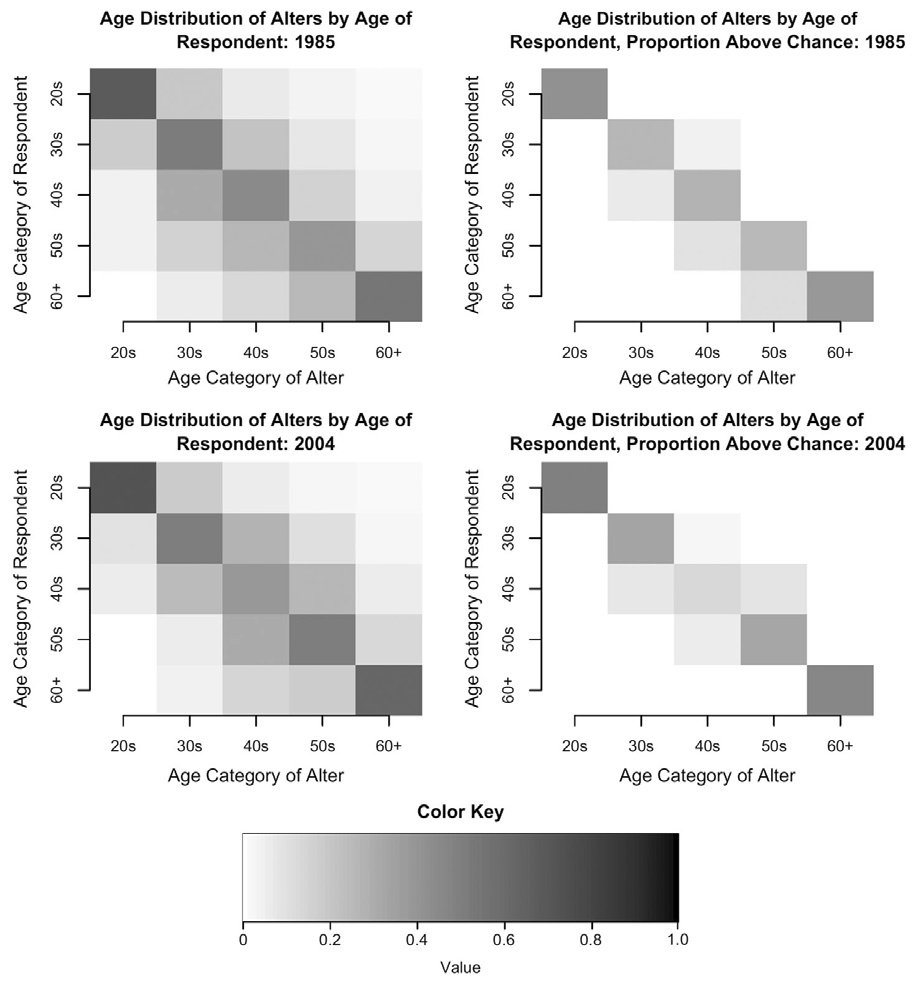 Age Distribution of Alters by Age of
Respondent: 1985
Age Category of Respondent
20s
30s
40s
50s
60+
20s 30s 40s 50s 60+
Age Category of Alter
Age Distribution of Alters by Age of
Respondent, Proportion Above Chance: 1985
Age Category of Respondent
20s
30s
40s
50s
60+
20s 30s 40s 50s 60+
Age Category of Alter
Age Distribution of Alters by Age of
Respondent: 2004
Age Category of Respondent
20s
30s
40s
50s
60+
20s 30s 40s 50s 60+
Age Category of Alter
Age Distribution of Alters by Age of
Respondent, Proportion Above Chance: 2004
Age Category of Respondent
20s
30s
40s
50s
60+
20s 30s 40s 50s 60+
Age Category of Alter
Color Key
0 0.2 0.4 0.6 0.8 1.0
Value